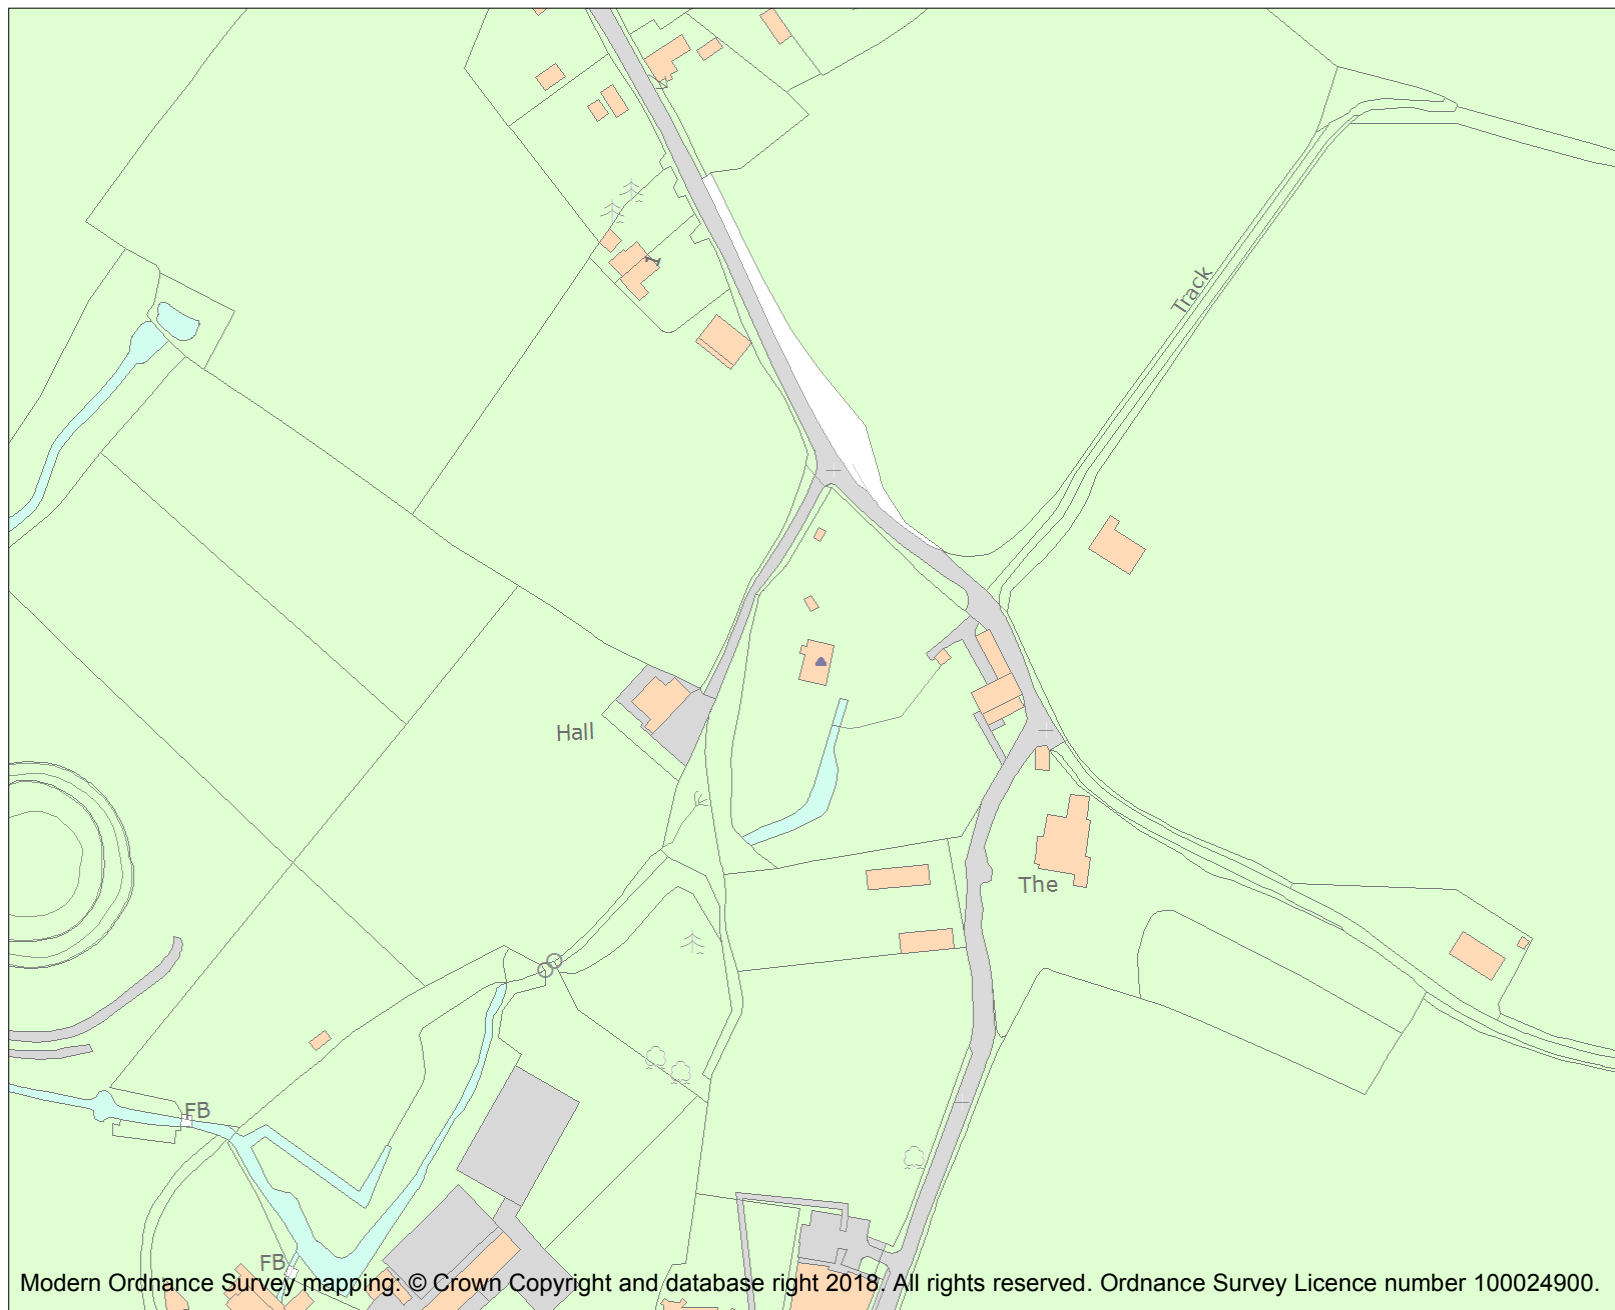 1
Track
Hall
The
FB
FB
Modern Ordnance Survey mapping: © Crown Copyright and database right 2018. All rights reserved. Ordnance Survey Licence number 100024900.